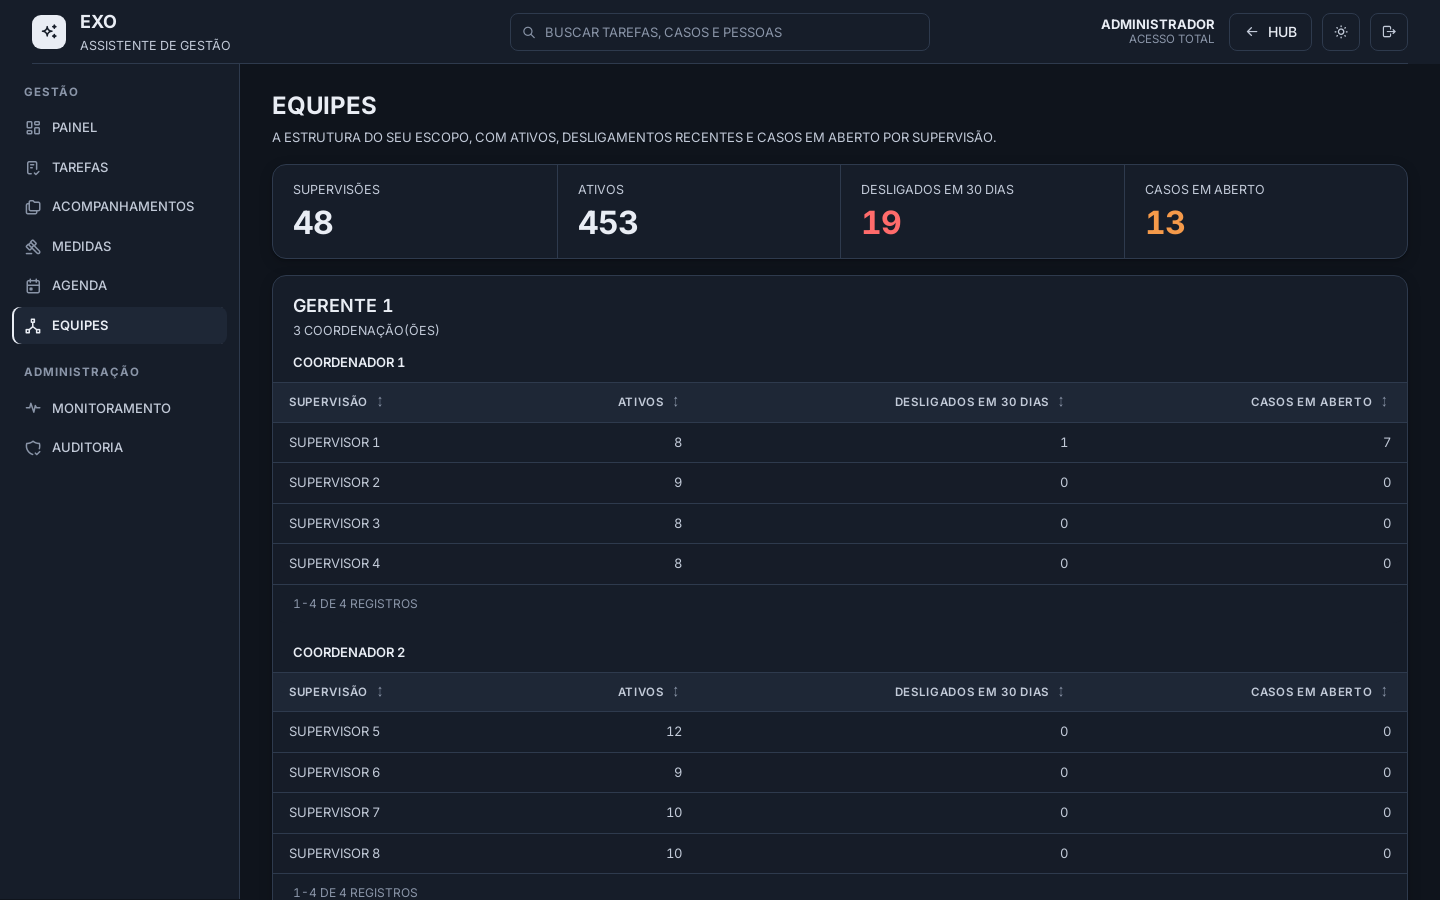 EXO
ASSISTENTE DE GESTÃO
BUSCAR TAREFAS, CASOS E PESSOAS
ADMINISTRADOR
ACESSO TOTAL
HUB
GESTÃO
PAINEL
TAREFAS
ACOMPANHAMENTOS
MEDIDAS
AGENDA
EQUIPES
ADMINISTRAÇÃO
MONITORAMENTO
AUDITORIA
EQUIPES
A ESTRUTURA DO SEU ESCOPO, COM ATIVOS, DESLIGAMENTOS RECENTES E CASOS EM ABERTO POR SUPERVISÃO.
SUPERVISÕES ATIVOS DESLIGADOS EM 30 DIAS CASOS EM ABERTO
48 453 19 13
GERENTE 1
3 COORDENAÇÃO(ÕES)
COORDENADOR 1
SUPERVISÃO ATIVOS DESLIGADOS EM 30 DIAS CASOS EM ABERTO
SUPERVISOR 1 8 1 7
SUPERVISOR 2 9 0 0
SUPERVISOR 3 8 0 0
SUPERVISOR 4 8 0 0
1-4 DE 4 REGISTROS
COORDENADOR 2
SUPERVISÃO ATIVOS DESLIGADOS EM 30 DIAS CASOS EM ABERTO
SUPERVISOR 5 12 0 0
SUPERVISOR 6 9 0 0
SUPERVISOR 7 10 0 0
SUPERVISOR 8 10 0 0
1-4 DE 4 REGISTROS